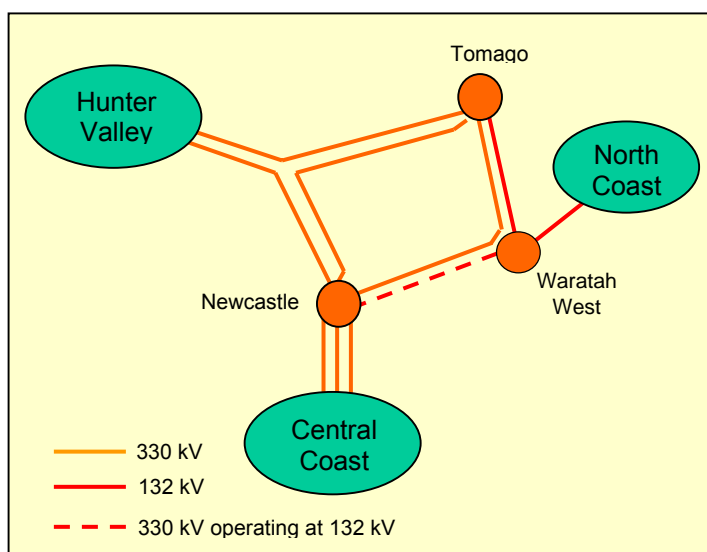 Tomago
Hunter
Valley
North
Coast
Newcastle
Waratah
West
Central
Coast
330 kV
132 kV
330 kV operating at 132 kV